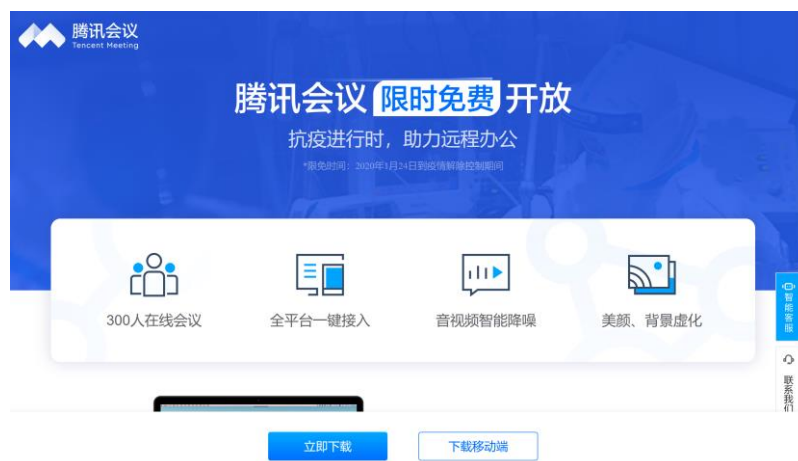 腾讯会议
Tencent Meeting
腾讯会议 限时免费 开放
抗疫进行时，助力远程办公
*限免时间：2020年1月24日到疫情解除控制期间
300人在线会议
全平台一键接入
音视频智能降噪
美颜、背景虚化
智能客服
联系我们
立即下载
下载移动端